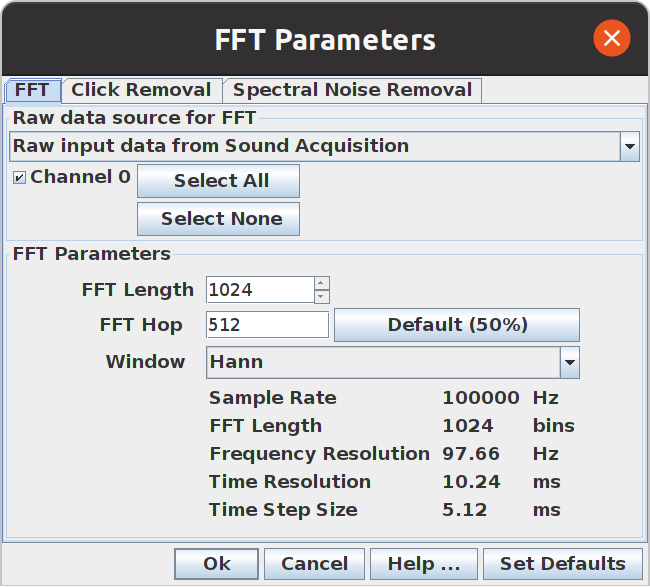 FFT Parameters
FFT Click Removal Spectral Noise Removal
Raw data source for FFT
Raw input data from Sound Acquisition
Channel 0 Select All
Select None
FFT Parameters
FFT Length 1024
FFT Hop 512 Default (50%)
Window Hann
Sample Rate 100000 Hz
FFT Length 1024 bins
Frequency Resolution 97.66 Hz
Time Resolution 10.24 ms
Time Step Size 5.12 ms
Ok Cancel Help ... Set Defaults